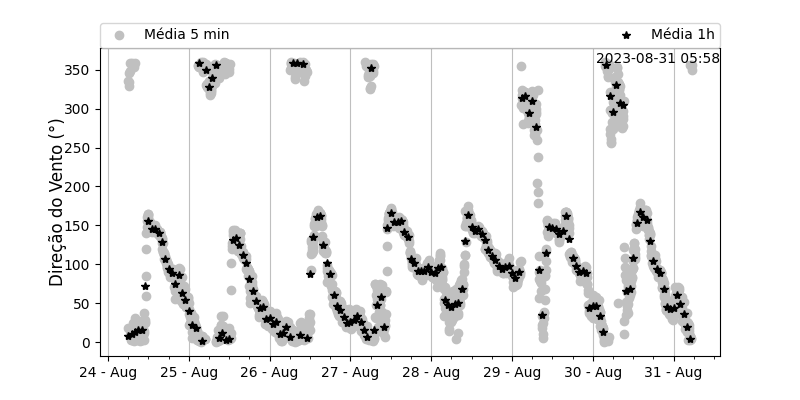 Média 5 min
Média 1h
2023-08-31 05:58
Direção do Vento (°)
350
300
250
200
150
100
50
0
24 - Aug
25 - Aug
26 - Aug
27 - Aug
28 - Aug
29 - Aug
30 - Aug
31 - Aug